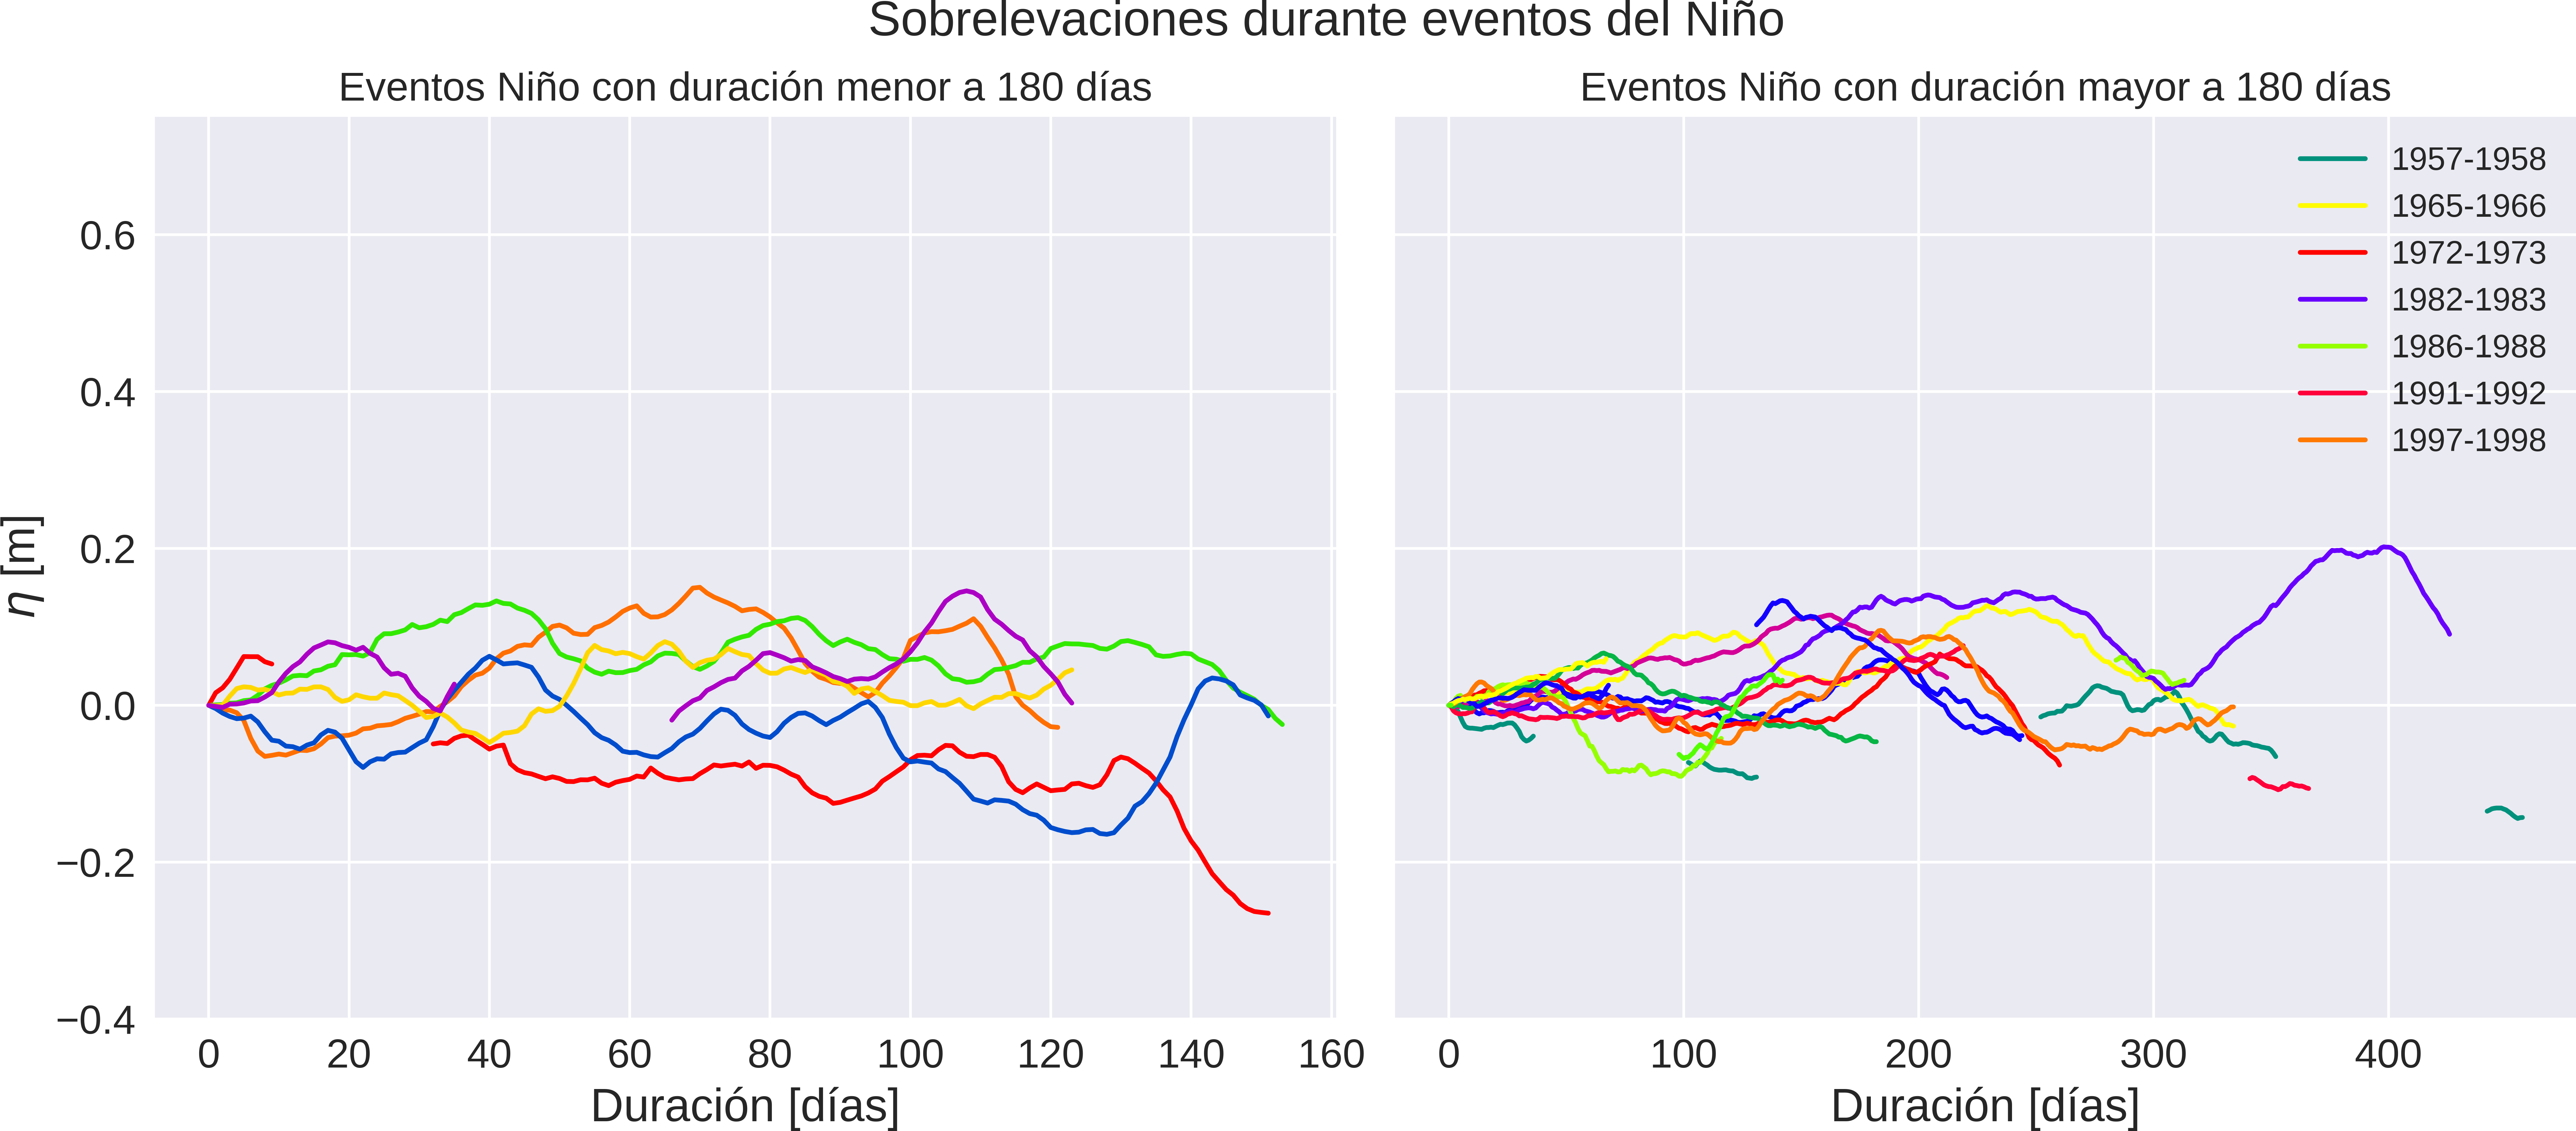 Sobrelevaciones durante eventos del Niño
Eventos Niño con duración menor a 180 días
Eventos Niño con duración mayor a 180 días
η [m]
0.6
0.4
0.2
0.0
−0.2
−0.4
0 20 40 60 80 100 120 140 160
Duración [días]
1957-1958
1965-1966
1972-1973
1982-1983
1986-1988
1991-1992
1997-1998
0 100 200 300 400
Duración [días]